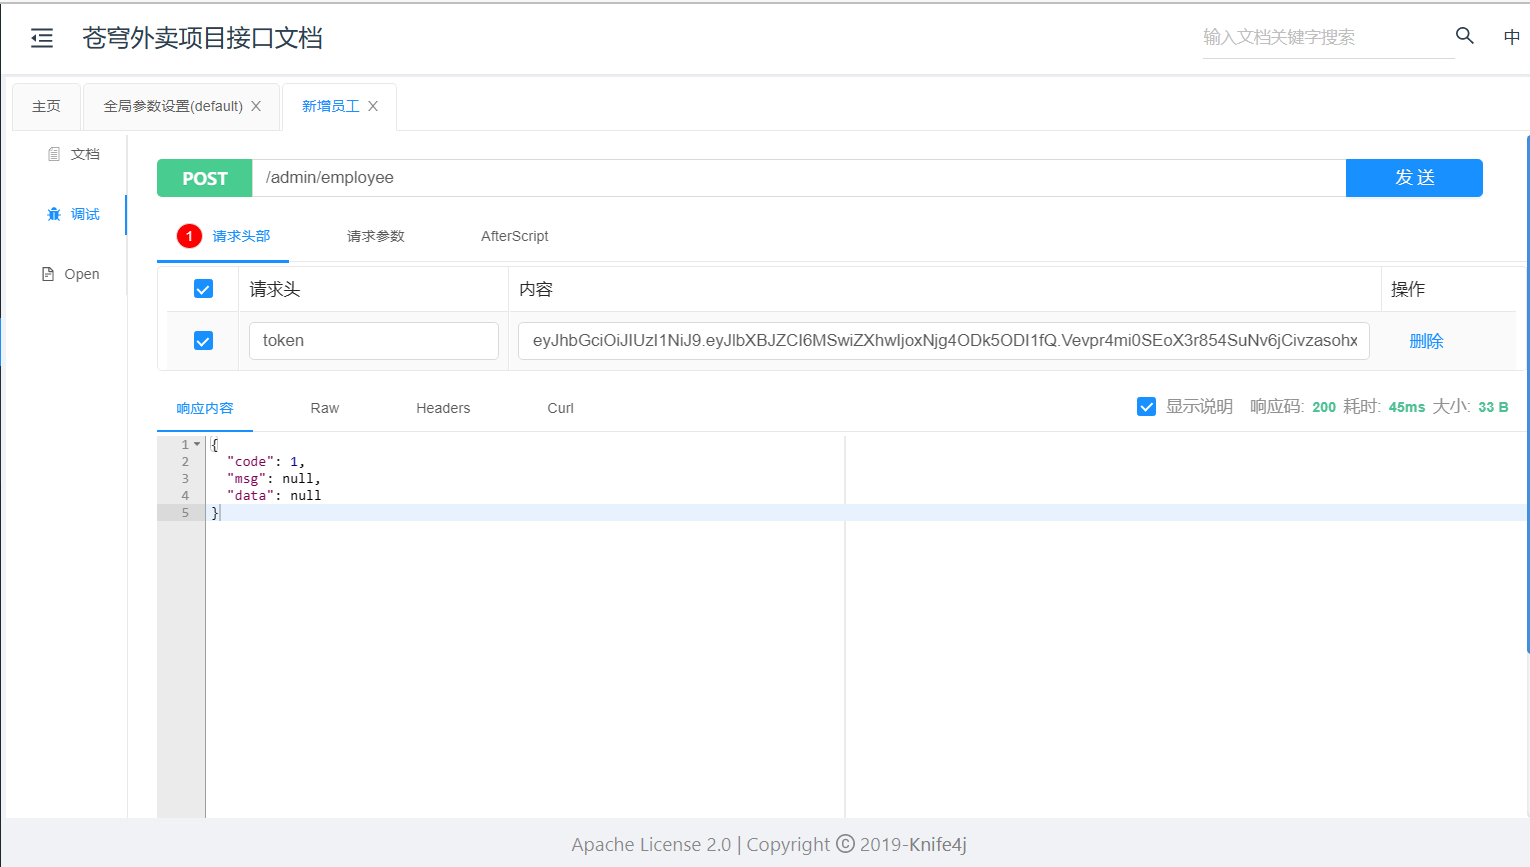 苍穹外卖项目接口文档
输入文档关键字搜索
中
主页
全局参数设置(default) X
新增员工 X
文档
调试
Open
POST /admin/employee 发送
1 请求头部 请求参数 AfterScript
请求头 内容 操作
token eyJhbGciOiJIUzI1NiJ9.eyJlbXBJZCI6MSwiZXhwIjoxNjg4ODk5ODI1fQ.Vevpr4mi0SEoX3r854SuNv6jCivzasohx 删除
响应内容 Raw Headers Curl 显示说明 响应码: 200 耗时: 45ms 大小: 33 B
1 {
2 "code": 1,
3 "msg": null,
4 "data": null
5 }
Apache License 2.0 | Copyright © 2019-Knife4j